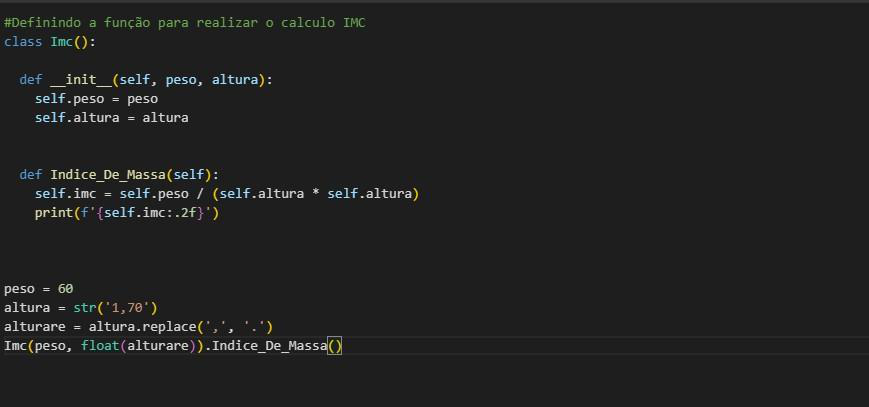 #Definindo a função para realizar o calculo IMC
class Imc():
def __init__(self, peso, altura):
self.peso = peso
self.altura = altura
def Indice_De_Massa(self):
self.imc = self.peso / (self.altura * self.altura)
print(f'{self.imc:.2f}')
peso = 60
altura = str('1,70')
alturare = altura.replace(',', '.')
Imc(peso, float(alturare)).Indice_De_Massa()